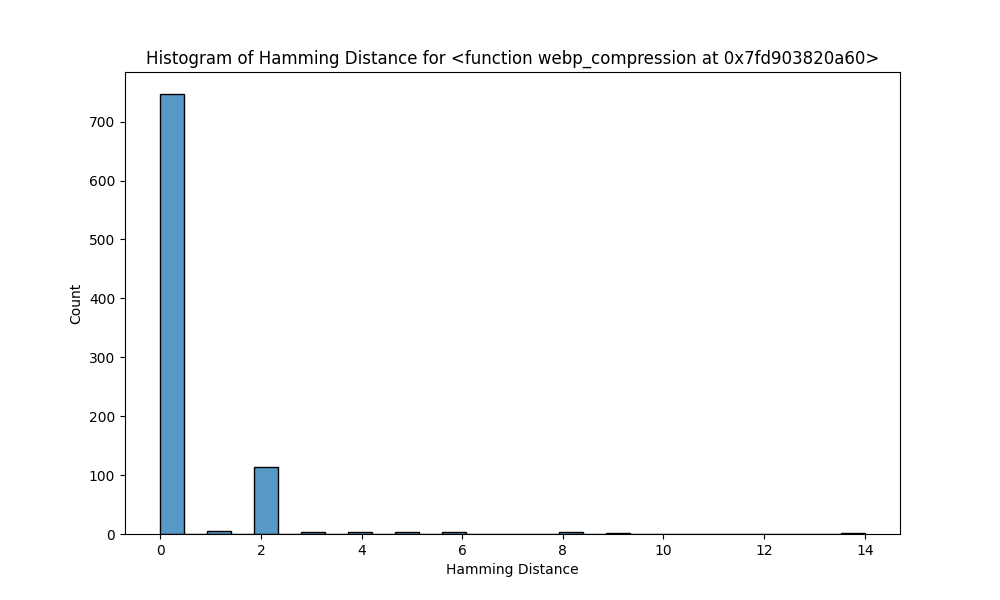 Histogram of Hamming Distance for <function webp_compression at 0x7fd903820a60>
700
600
500
400
300
200
100
0
Count
0 2 4 6 8 10 12 14
Hamming Distance